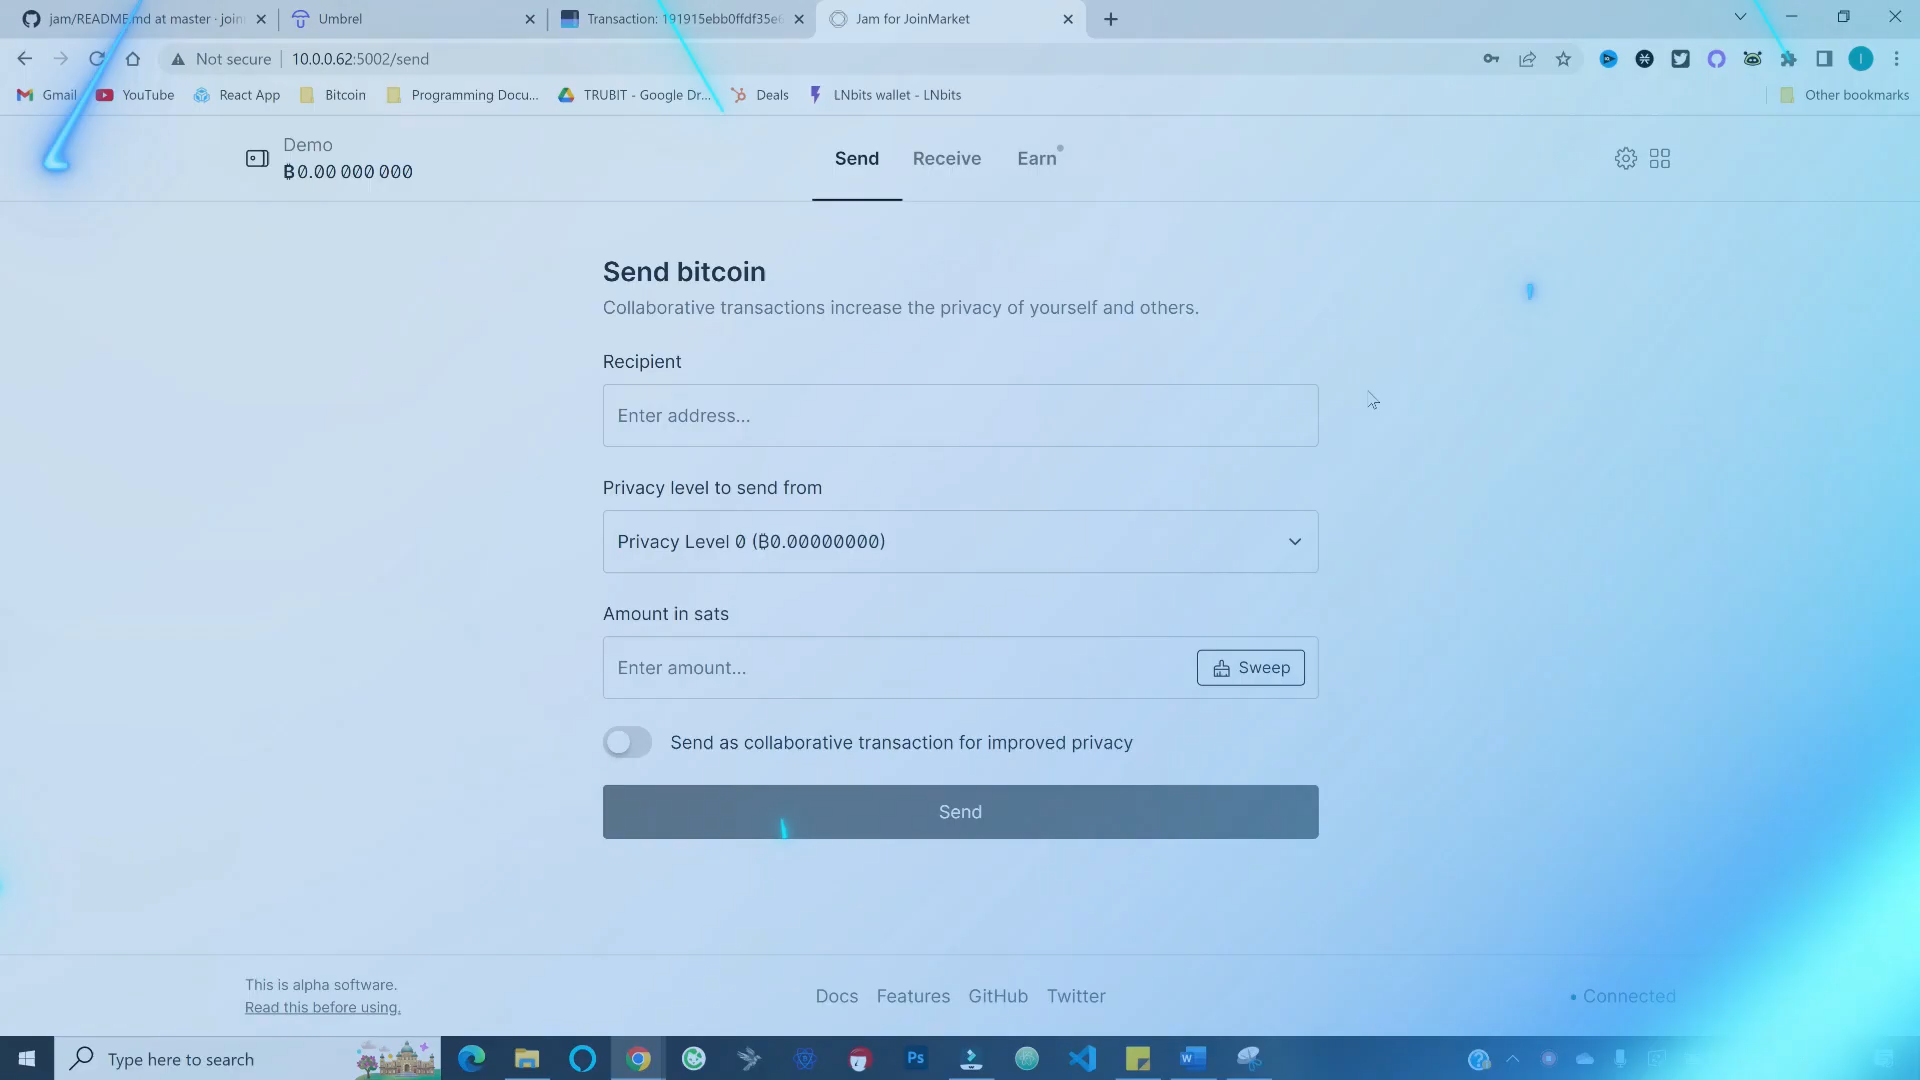 jam/README.md at master · join
Umbrel
Transaction: 191915ebb0ffdf35e
Jam for JoinMarket
Not secure
10.0.0.62:5002/send
Gmail
YouTube
React App
Bitcoin
Programming Docu...
TRUBIT - Google Dr...
Deals
LNbits wallet - LNbits
Other bookmarks
Demo
₿0.00 000 000
Send
Receive
Earn
Send bitcoin
Collaborative transactions increase the privacy of yourself and others.
Recipient
Enter address...
Privacy level to send from
Privacy Level 0 (₿0.00000000)
Amount in sats
Enter amount...
Sweep
Send as collaborative transaction for improved privacy
Send
This is alpha software.
Read this before using.
Docs
Features
GitHub
Twitter
• Connected
Type here to search
Ps